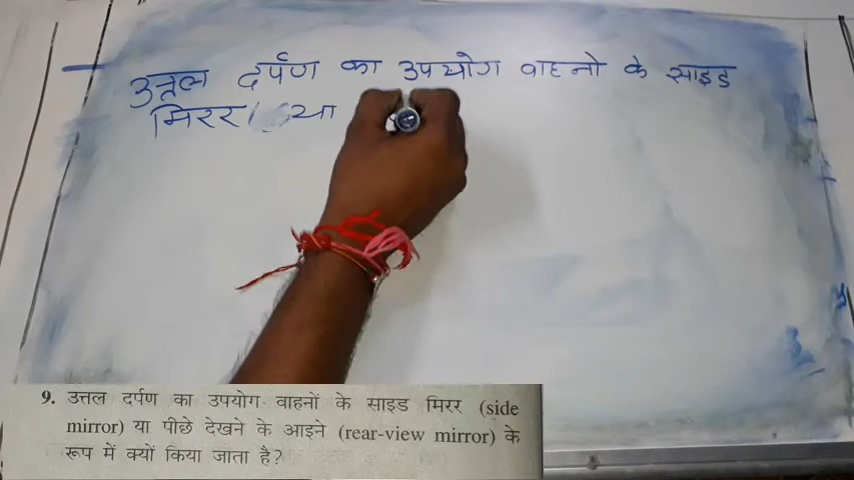 उत्तल दर्पण का उपयोग वाहनो के साइड
मिरर या
9. उत्तल दर्पण का उपयोग वाहनों के साइड मिरर (side
mirror) या पीछे देखने के आइने (rear-view mirror) के
रूप में क्यों किया जाता है?